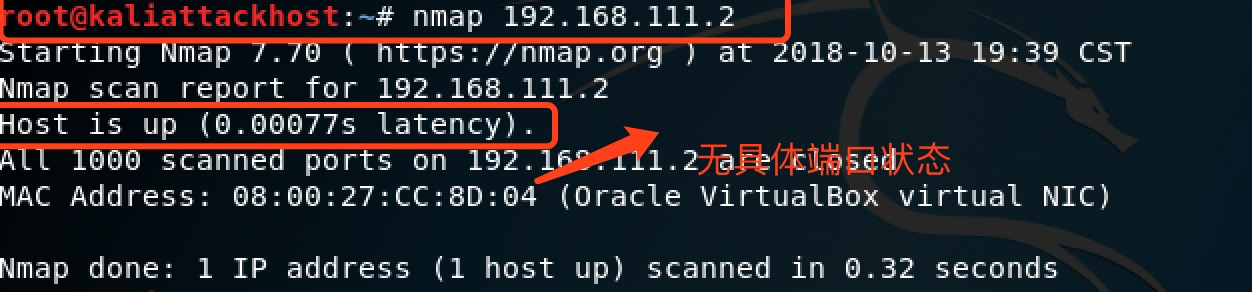 root@kaliattackhost:~# nmap 192.168.111.2
Starting Nmap 7.70 ( https://nmap.org ) at 2018-10-13 19:39 CST
Nmap scan report for 192.168.111.2
Host is up (0.00077s latency).
All 1000 scanned ports on 192.168.111.2 are closed
无具体端口状态
MAC Address: 08:00:27:CC:8D:04 (Oracle VirtualBox virtual NIC)
Nmap done: 1 IP address (1 host up) scanned in 0.32 seconds